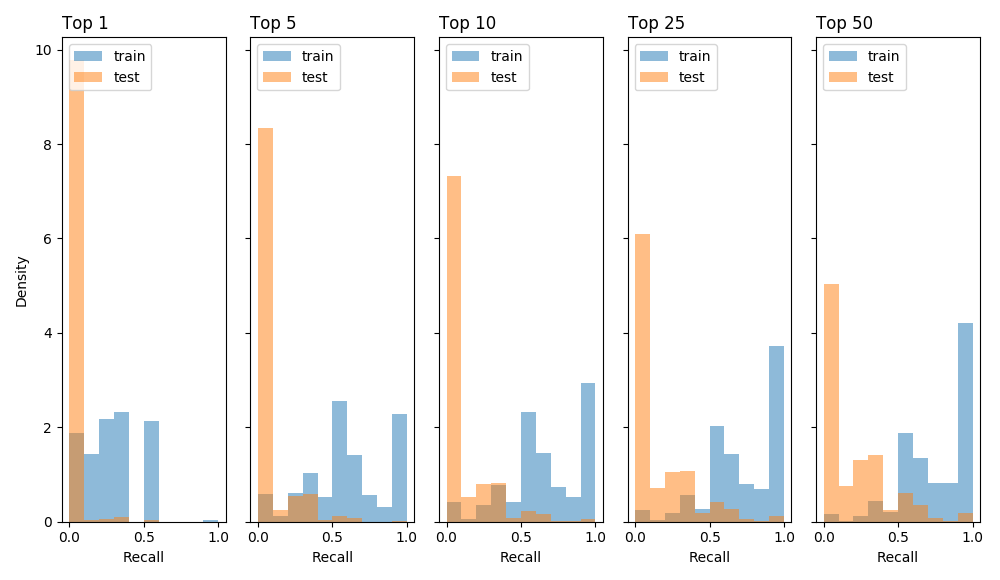 Top 1
Top 5
Top 10
Top 25
Top 50
train
test
train
test
train
test
train
test
train
test
10
8
6
4
2
0
Density
0.0 0.5 1.0
0.0 0.5 1.0
0.0 0.5 1.0
0.0 0.5 1.0
0.0 0.5 1.0
Recall
Recall
Recall
Recall
Recall